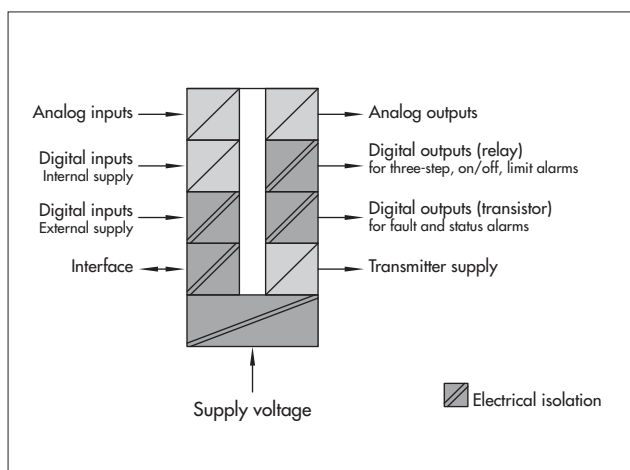 Analog inputs
Analog outputs
Digital inputs
Internal supply
Digital outputs (relay)
for three-step, on/off, limit alarms
Digital inputs
External supply
Digital outputs (transistor)
for fault and status alarms
Interface
Transmitter supply
Supply voltage
Electrical isolation